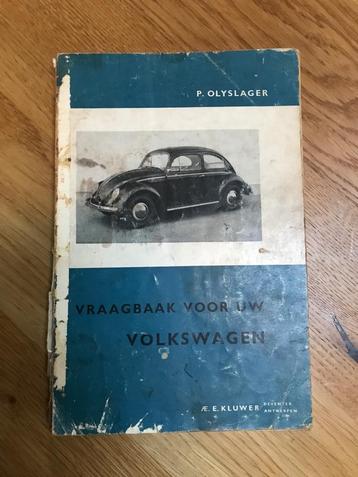 P. OLYSLAGER
VRAAGBAAK VOOR UW
VOLKSWAGEN
Æ. E. KLUWER DEVENTER
ANTWERPEN